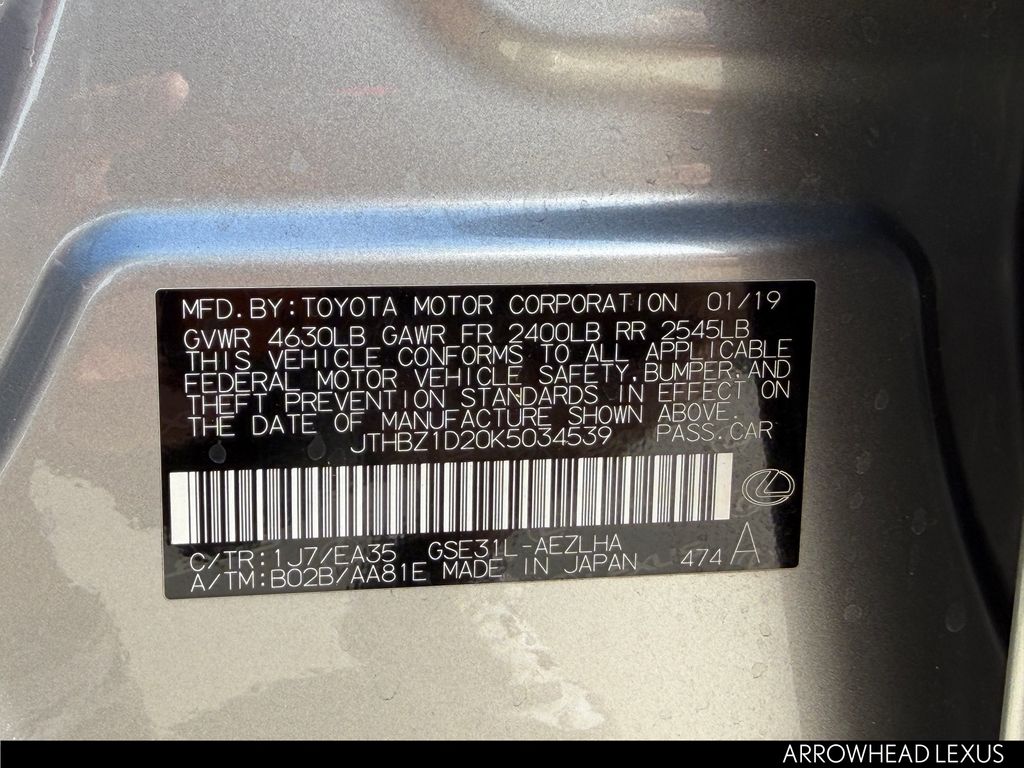 MFD.BY:TOYOTA MOTOR CORPORATION 01/19
GVWR 4630LB GAWR FR 2400LB RR 2545LB
THIS VEHICLE CONFORMS TO ALL APPLICABLE
FEDERAL MOTOR VEHICLE SAFETY,BUMPER,AND
THEFT PREVENTION STANDARDS IN EFFECT ON
THE DATE OF MANUFACTURE SHOWN ABOVE.
JTHBZ1D20K5034539 PASS.CAR
C/TR:1J7/EA35 GSE31L-AEZLHA
A/TM:B02B/AA81E MADE IN JAPAN 474 A
ARROWHEAD LEXUS